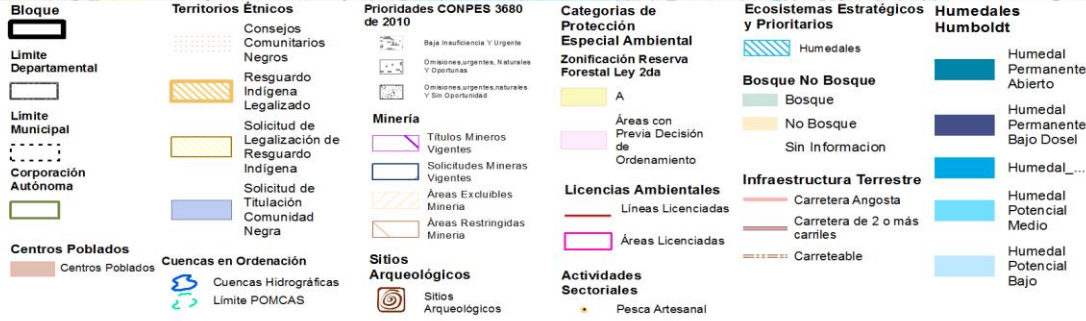 Bloque
Límite
Departamental
Límite
Municipal
Corporación
Autónoma
Centros Poblados
Centros Poblados
Territorios Étnicos
Consejos
Comunitarios
Negros
Resguardo
Indígena
Legalizado
Solicitud de
Legalización de
Resguardo
Indígena
Solicitud de
Titulación
Comunidad
Negra
Cuencas en Ordenación
Cuencas Hidrográficas
Límite POMCAS
Prioridades CONPES 3680
de 2010
Baja Insuficiencia Y Urgente
Omisiones,urgentes, Naturales
Y Oportunas
Omisiones,urgentes,naturales
Y Sin Oportunidad
Minería
Títulos Mineros
Vigentes
Solicitudes Mineras
Vigentes
Áreas Excluibles
Mineria
Áreas Restringidas
Mineria
Sitios
Arqueológicos
Sitios
Arqueológicos
Categorias de
Protección
Especial Ambiental
Zonificación Reserva
Forestal Ley 2da
A
Áreas con
Previa Decisión
de
Ordenamiento
Licencias Ambientales
Líneas Licenciadas
Áreas Licenciadas
Actividades
Sectoriales
Pesca Artesanal
Ecosistemas Estratégicos
y Prioritarios
Humedales
Bosque No Bosque
Bosque
No Bosque
Sin Informacion
Infraestructura Terrestre
Carretera Angosta
Carretera de 2 o más
carriles
Carreteable
Humedales
Humboldt
Humedal
Permanente
Abierto
Humedal
Permanente
Bajo Dosel
Humedal_...
Humedal
Potencial
Medio
Humedal
Potencial
Bajo